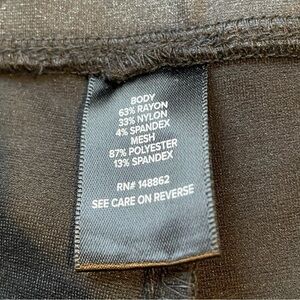 BODY
63% RAYON
33% NYLON
4% SPANDEX
MESH
87% POLYESTER
13% SPANDEX
RN# 148862
SEE CARE ON REVERSE